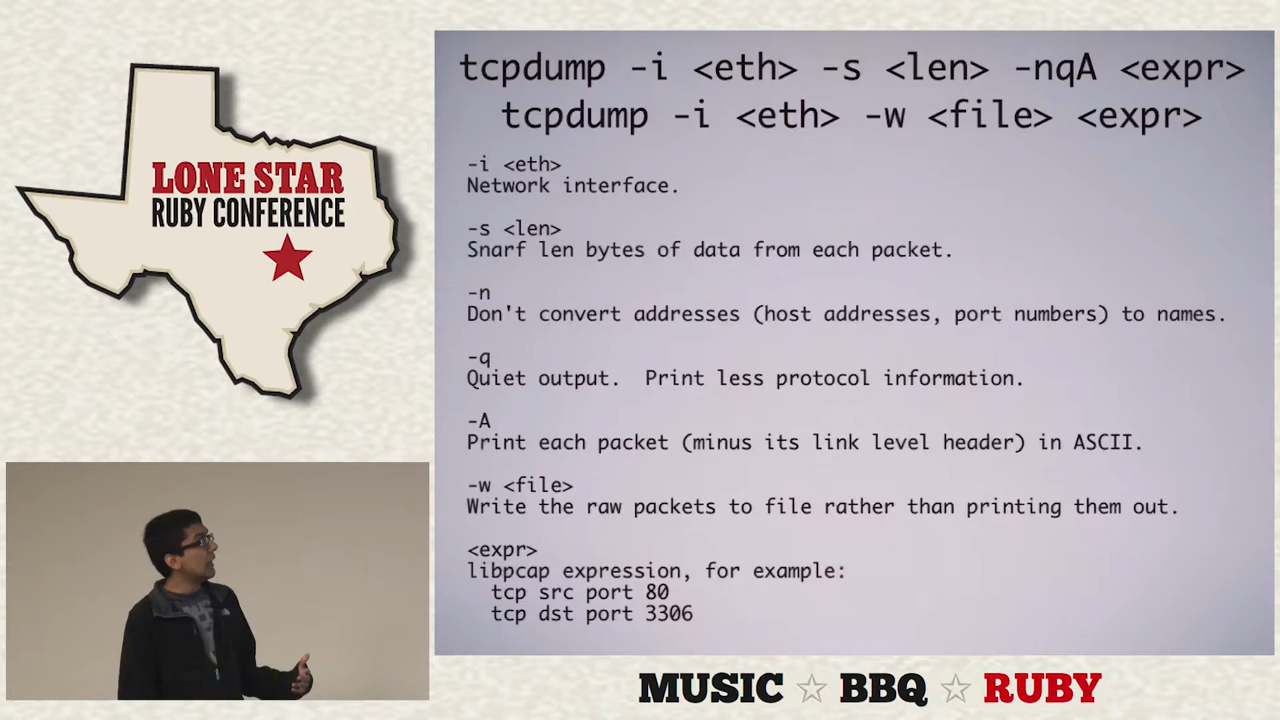 LONE STAR
RUBY CONFERENCE
tcpdump -i <eth> -s <len> -nqA <expr>
tcpdump -i <eth> -w <file> <expr>
-i <eth>
Network interface.
-s <len>
Snarf len bytes of data from each packet.
-n
Don't convert addresses (host addresses, port numbers) to names.
-q
Quiet output.  Print less protocol information.
-A
Print each packet (minus its link level header) in ASCII.
-w <file>
Write the raw packets to file rather than printing them out.
<expr>
libpcap expression, for example:
tcp src port 80
tcp dst port 3306
MUSIC ☆ BBQ ☆ RUBY